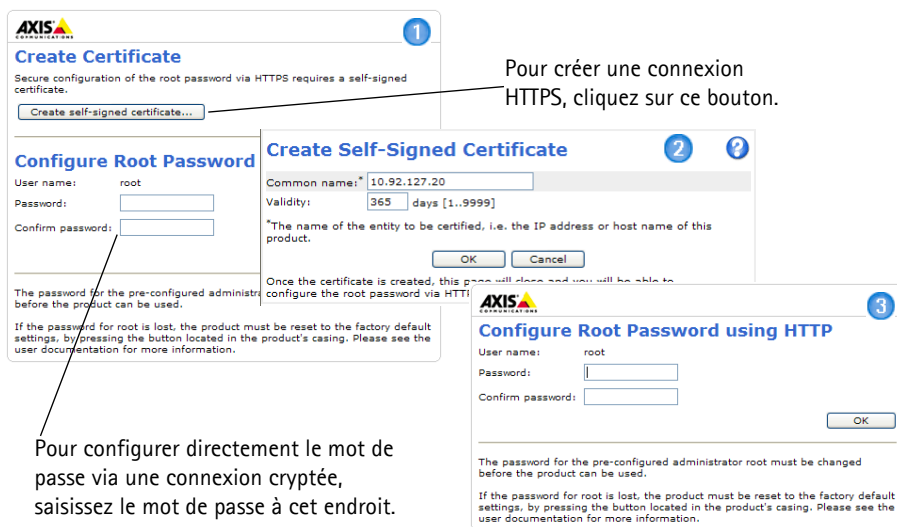 AXIS
COMMUNICATIONS
1
Create Certificate
Secure configuration of the root password via HTTPS requires a self-signed
certificate.
Create self-signed certificate...
Pour créer une connexion
HTTPS, cliquez sur ce bouton.
Configure Root Password
User name: root
Password:
Confirm password:
The password for the pre-configured administra
before the product can be used.
If the password for root is lost, the product must be reset to the factory default
settings, by pressing the button located in the product's casing. Please see the
user documentation for more information.
Create Self-Signed Certificate
2
?
Common name:* 10.92.127.20
Validity: 365 days [1..9999]
*The name of the entity to be certified, i.e. the IP address or host name of this
product.
OK Cancel
Once the certificate is created, this page will close and you will be able to
configure the root password via HTT
AXIS
COMMUNICATIONS
3
Configure Root Password using HTTP
User name: root
Password:
Confirm password:
OK
The password for the pre-configured administrator root must be changed
before the product can be used.
If the password for root is lost, the product must be reset to the factory default
settings, by pressing the button located in the product's casing. Please see the
user documentation for more information.
Pour configurer directement le mot de
passe via une connexion cryptée,
saisissez le mot de passe à cet endroit.